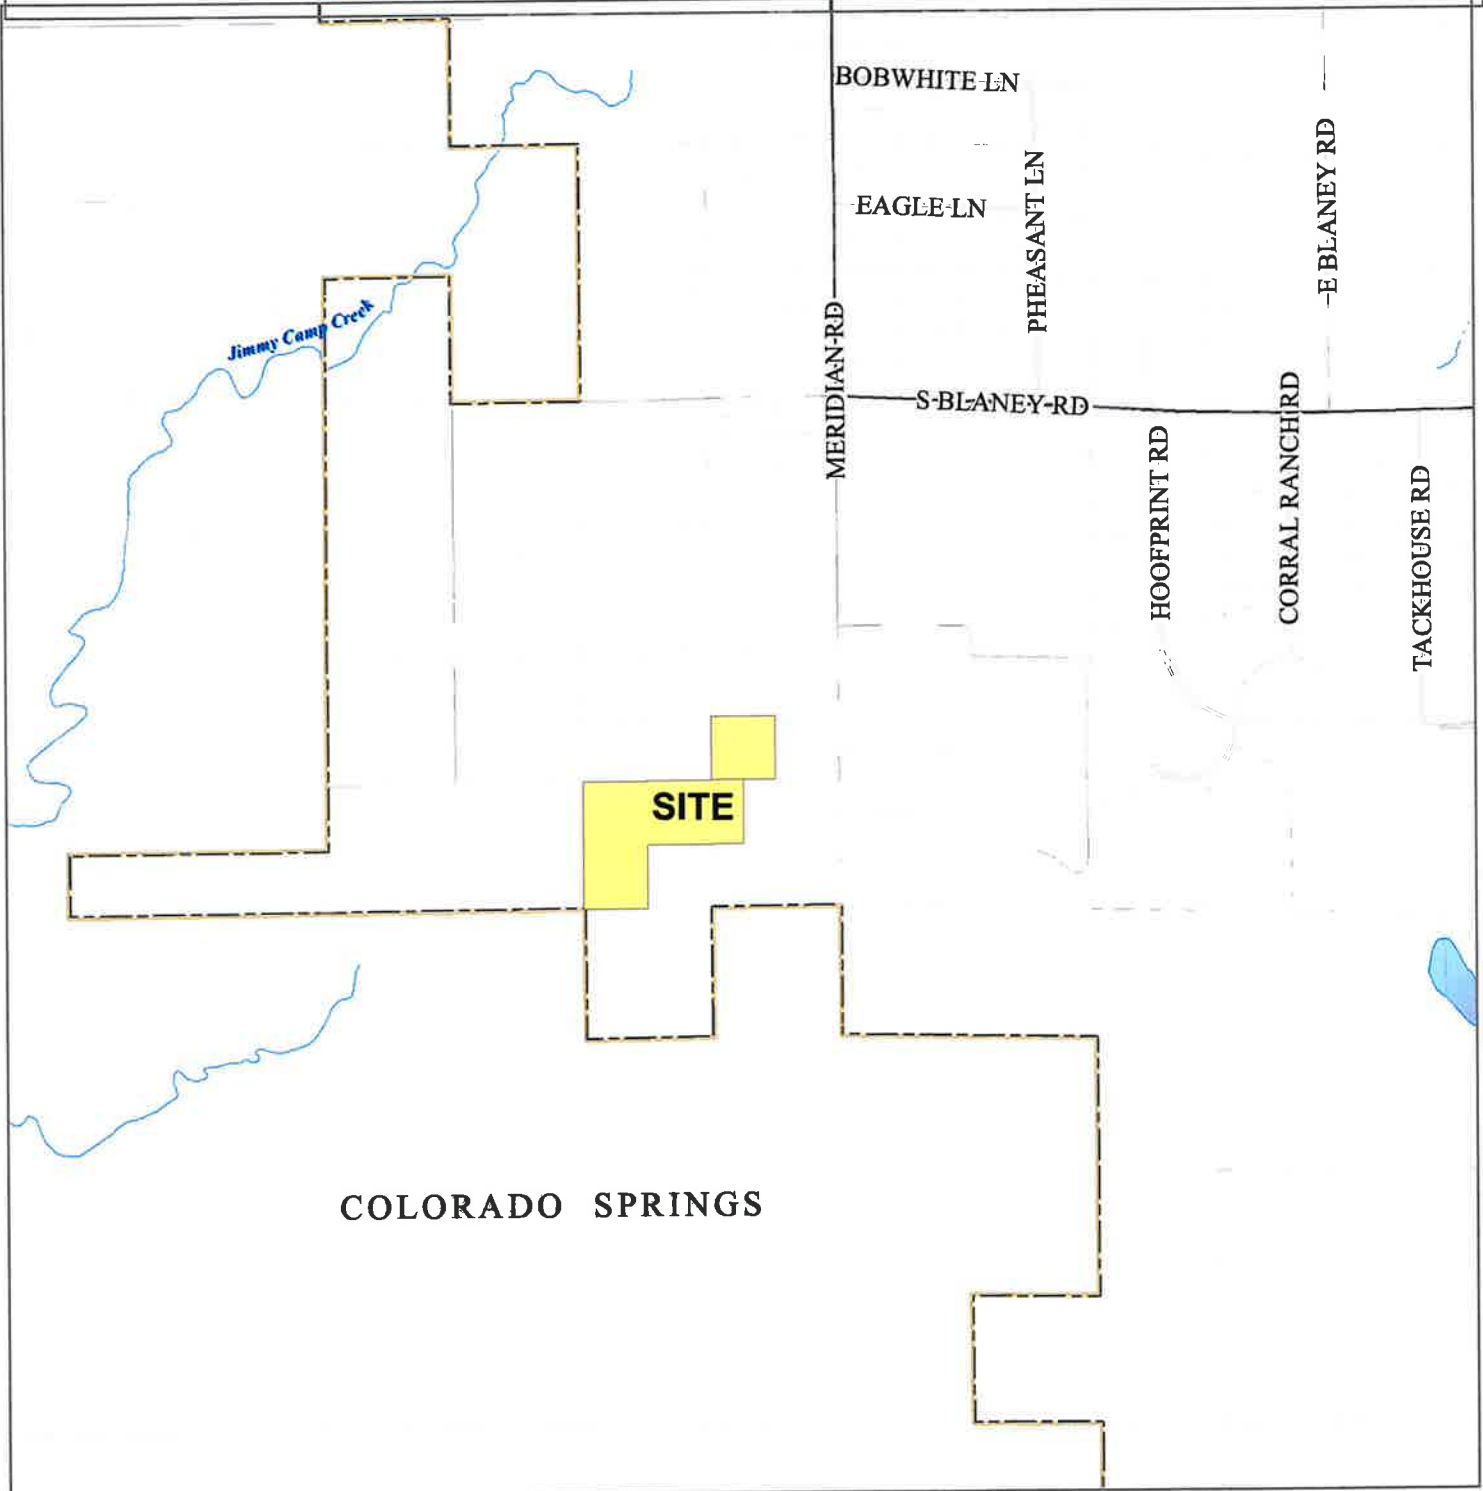 BOBWHITE LN
E BLANEY RD
PHEASANT LN
EAGLE LN
Jimmy Camp Creek
MERIDIAN RD
S BLANEY RD
HOOFPRINT RD
CORRAL RANCH RD
TACKHOUSE RD
SITE
COLORADO SPRINGS